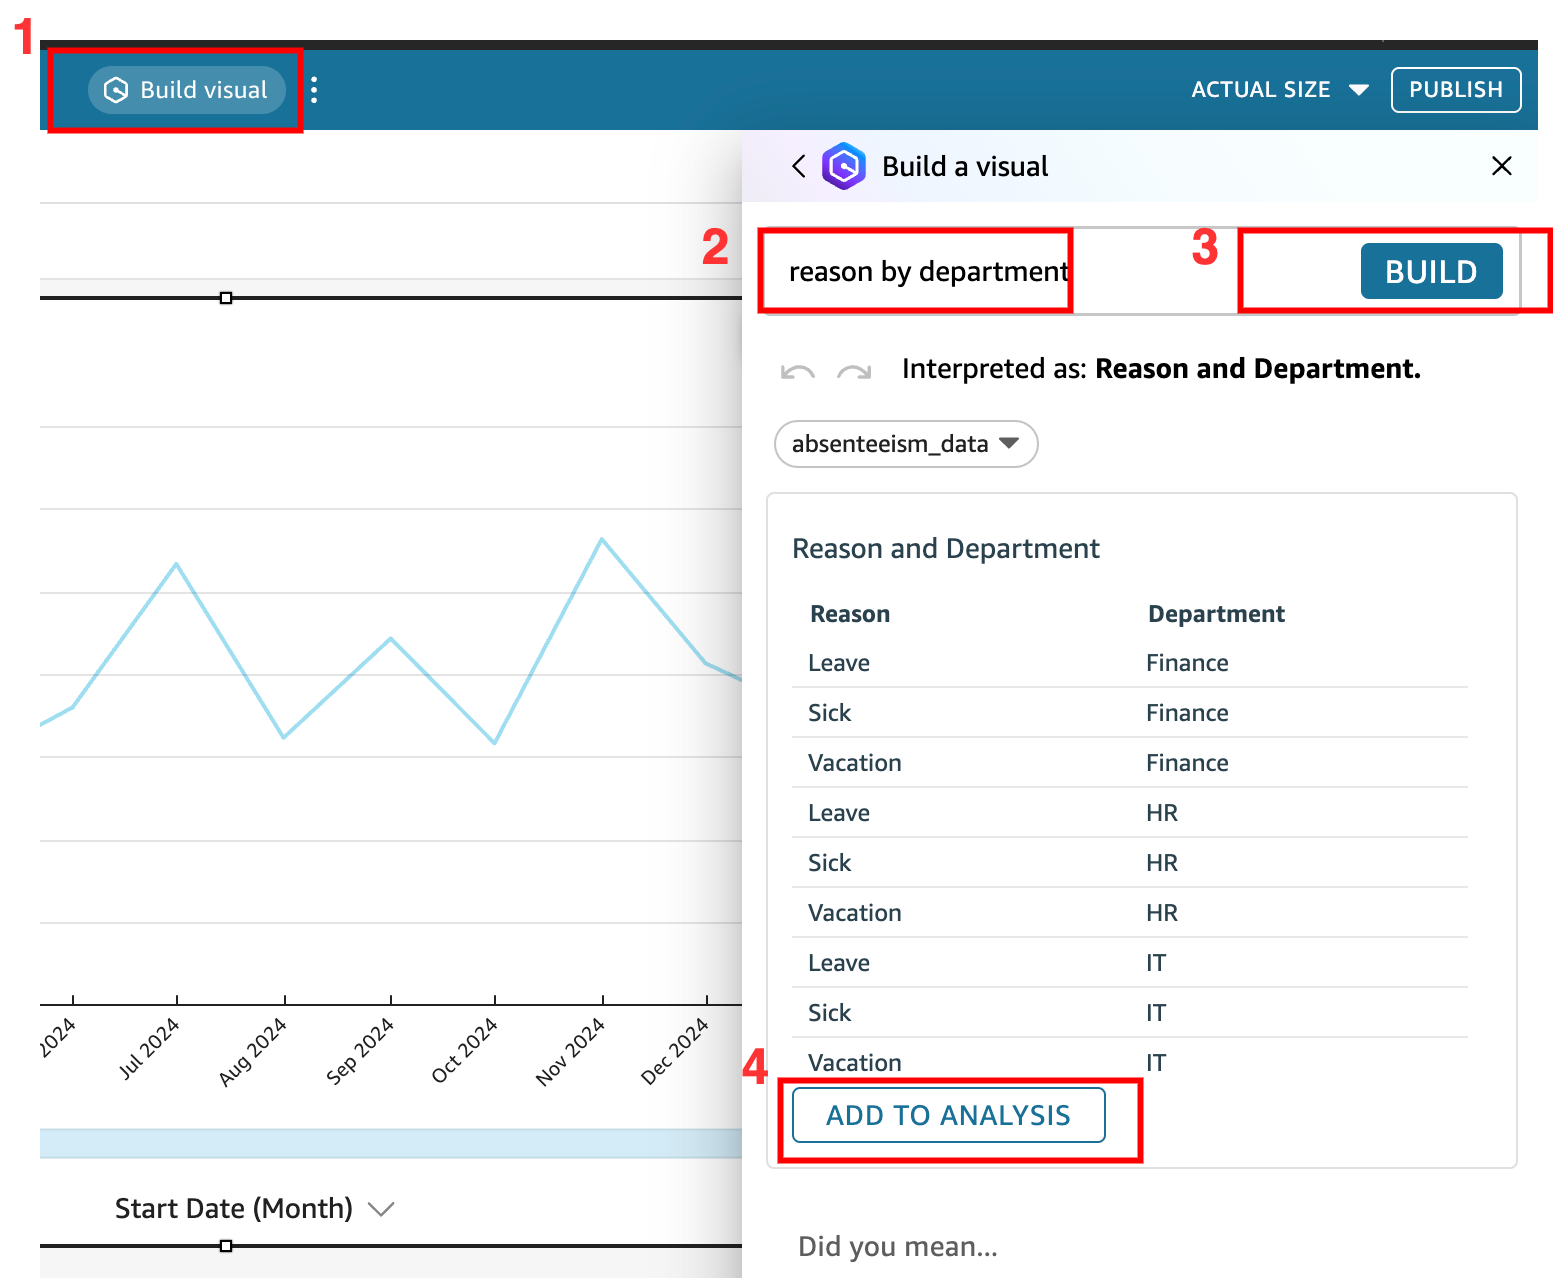 1
Build visual
ACTUAL SIZE
PUBLISH
Build a visual
2
reason by department
3
BUILD
Interpreted as: Reason and Department.
absenteeism_data
Reason and Department
Reason Department
Leave Finance
Sick Finance
Vacation Finance
Leave HR
Sick HR
Vacation HR
Leave IT
Sick IT
Vacation IT
4
ADD TO ANALYSIS
Did you mean...
2024
Jul 2024
Aug 2024
Sep 2024
Oct 2024
Nov 2024
Dec 2024
Start Date (Month)